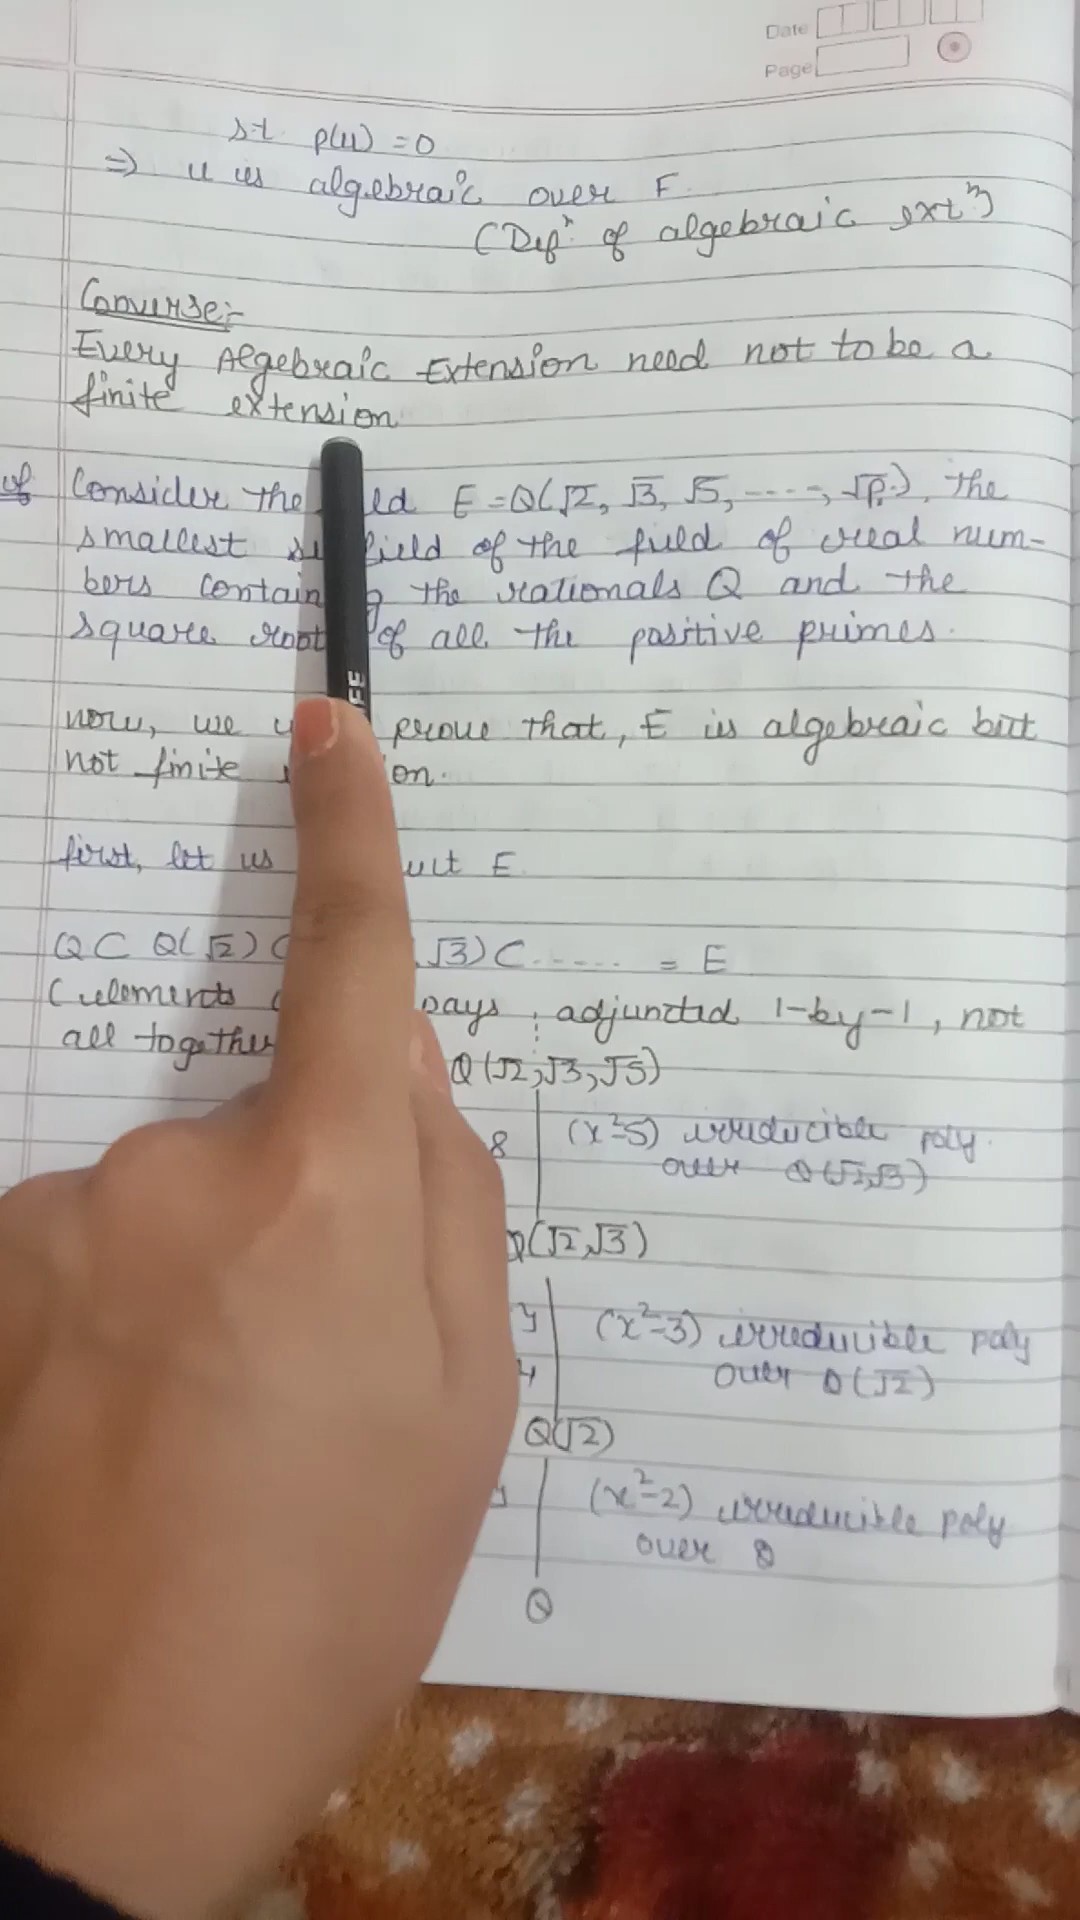 Date
Page
s.t. p(u) = 0
⇒ u is algebraic over F.
(Defⁿ of algebraic extⁿ)
Converse:-
Every Algebraic Extension need not to be a
finite extension.
Consider the ld E = Q(√2, √3, √5, ----, √p..), the
smallest field of the field of real num-
bers contain the rationals Q and the
square root of all the positive primes.
now, we prove that, E is algebraic but
not finite on.
first, let us uct E.
Q ⊂ Q(√2) ⊂ , √3) ⊂ ..... = E
(elements ways adjuncted 1-by-1, not
all together
Q(√2, √3, √5)
8 (x²-5) irreducible poly.
over Q(√2,√3)
Q(√2,√3)
4 (x²-3) irreducible poly
over Q(√2)
Q(√2)
(x²-2) irreducible poly
over Q
Q